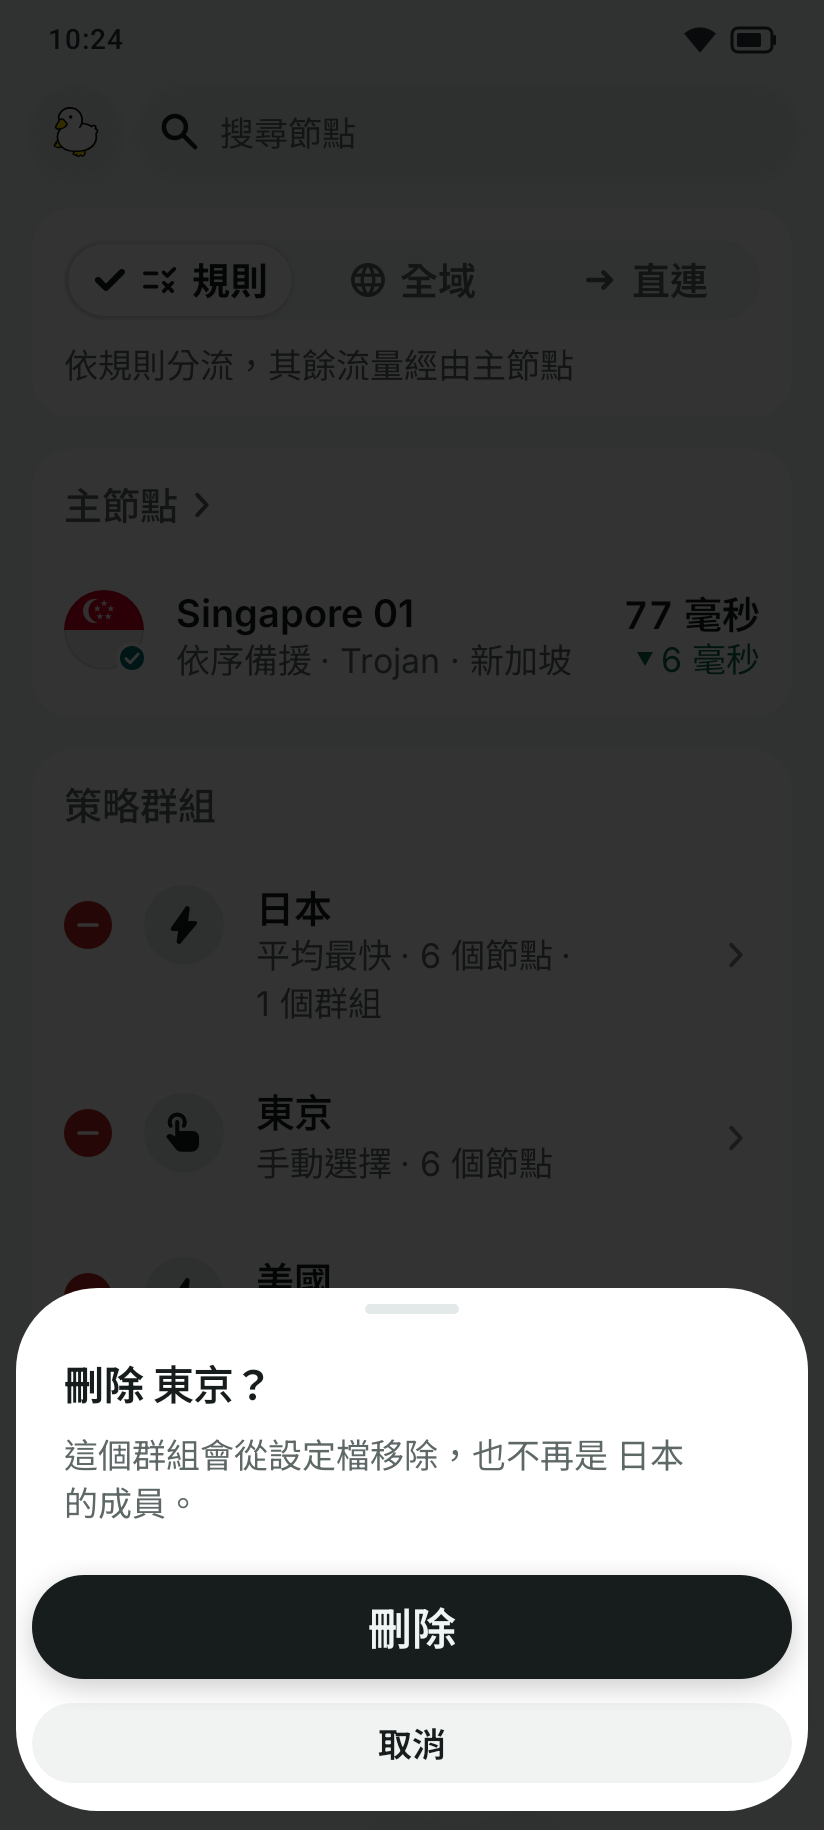 10:24
搜尋節點
規則
全域
直連
依規則分流，其餘流量經由主節點
主節點
Singapore 01
77 毫秒
依序備援 · Trojan · 新加坡
▼6 毫秒
策略群組
日本
平均最快 · 6 個節點 ·
1 個群組
東京
手動選擇 · 6 個節點
美國
刪除 東京？
這個群組會從設定檔移除，也不再是 日本
的成員。
刪除
取消